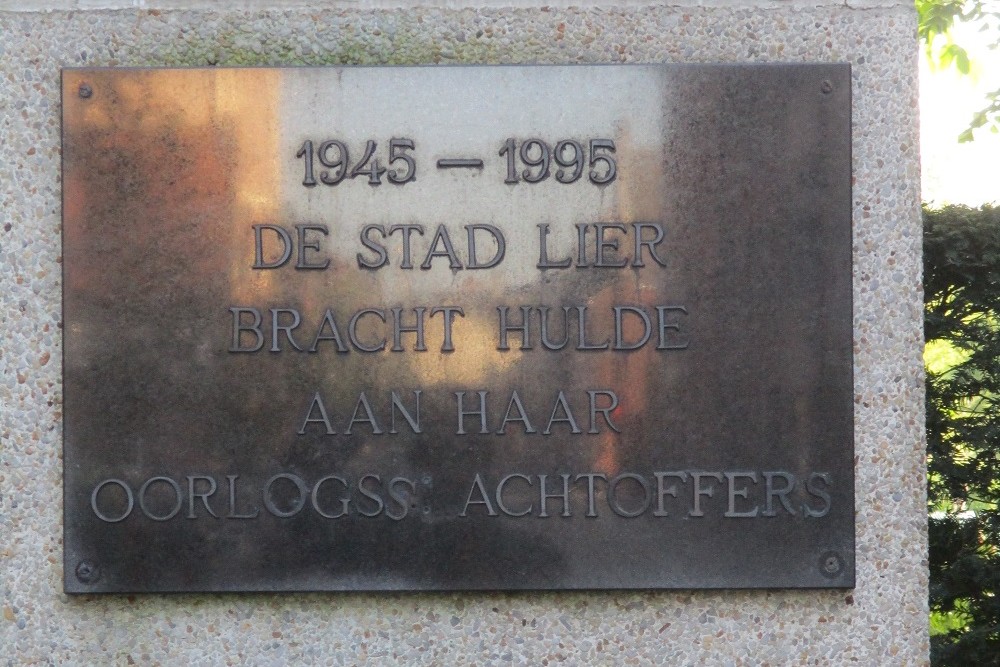 1945 – 1995
DE STAD LIER
BRACHT HULDE
AAN HAAR
OORLOGSS: ACHTOFFERS